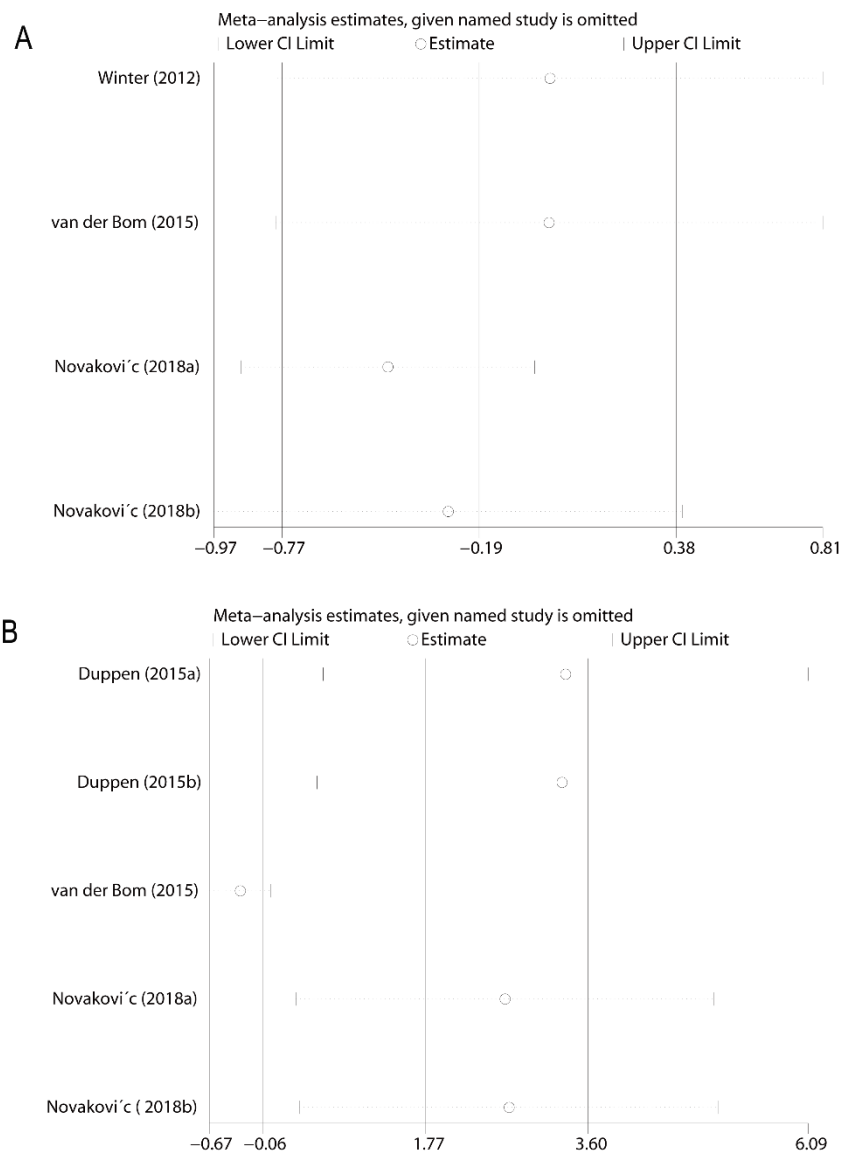 A
Meta−analysis estimates, given named study is omitted
Lower CI Limit Estimate Upper CI Limit
Winter (2012)
van der Bom (2015)
Novakovi´c (2018a)
Novakovi´c (2018b)
−0.97 −0.77 −0.19 0.38 0.81
B
Meta−analysis estimates, given named study is omitted
Lower CI Limit Estimate Upper CI Limit
Duppen (2015a)
Duppen (2015b)
van der Bom (2015)
Novakovi´c (2018a)
Novakovi´c ( 2018b)
−0.67 −0.06 1.77 3.60 6.09